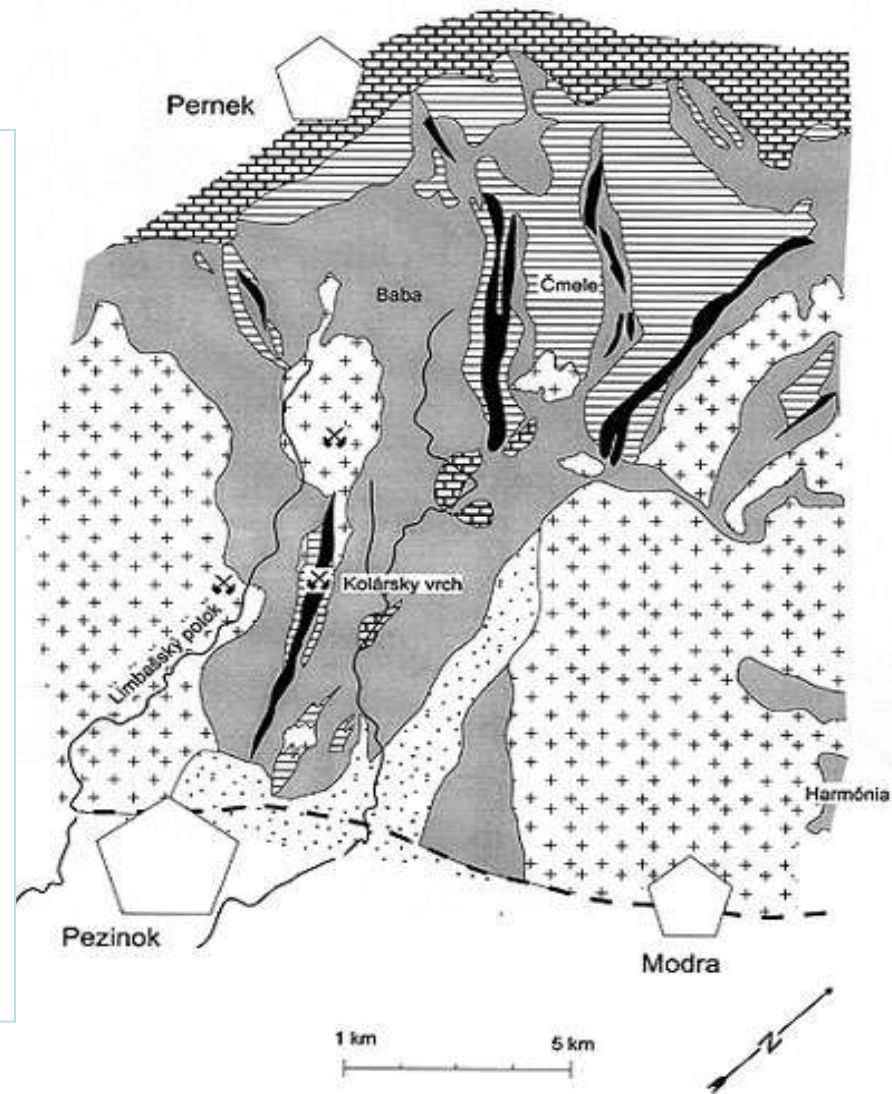 Pernek
Baba
Čmele
Kolársky vrch
Limbašský potok
Harmónia
Pezinok
Modra
1 km
5 km
N